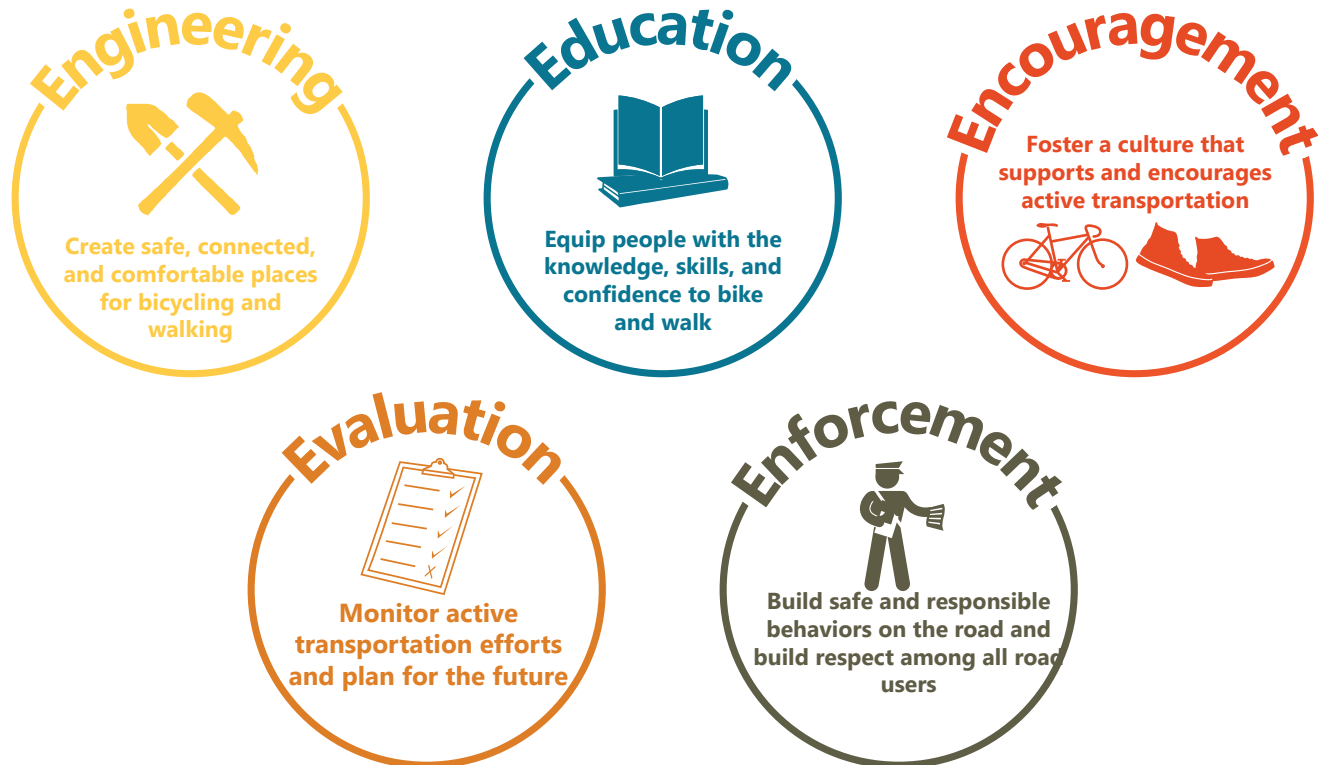 Engineering
Create safe, connected,
and comfortable places
for bicycling and
walking
Education
Equip people with the
knowledge, skills, and
confidence to bike
and walk
Encouragement
Foster a culture that
supports and encourages
active transportation
Evaluation
Monitor active
transportation efforts
and plan for the future
Enforcement
Build safe and responsible
behaviors on the road and
build respect among all road
users